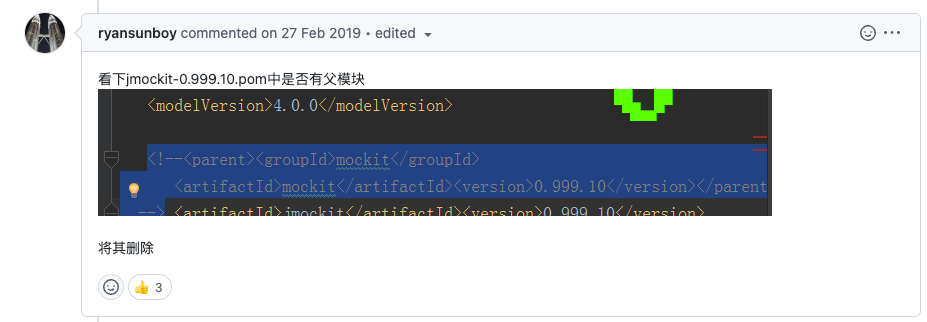 ryansunboy commented on 27 Feb 2019 • edited
看下jmockit-0.999.10.pom中是否有父模块
<modelVersion>4.0.0</modelVersion>
<!--<parent><groupId>mockit</groupId>
<artifactId>mockit</artifactId><version>0.999.10</version></parent
--> <artifactId>jmockit</artifactId><version>0.999.10</version>
将其删除
👍 3